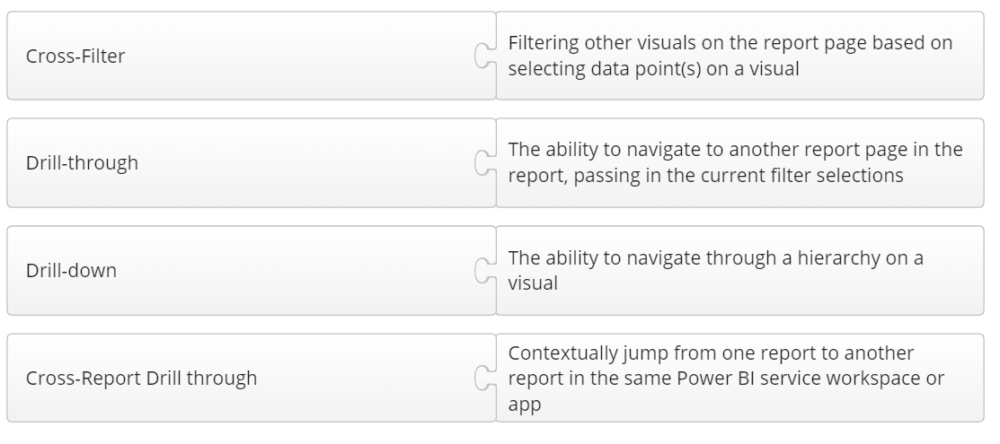 Cross-Filter
Filtering other visuals on the report page based on
selecting data point(s) on a visual
Drill-through
The ability to navigate to another report page in the
report, passing in the current filter selections
Drill-down
The ability to navigate through a hierarchy on a
visual
Cross-Report Drill through
Contextually jump from one report to another
report in the same Power BI service workspace or
app